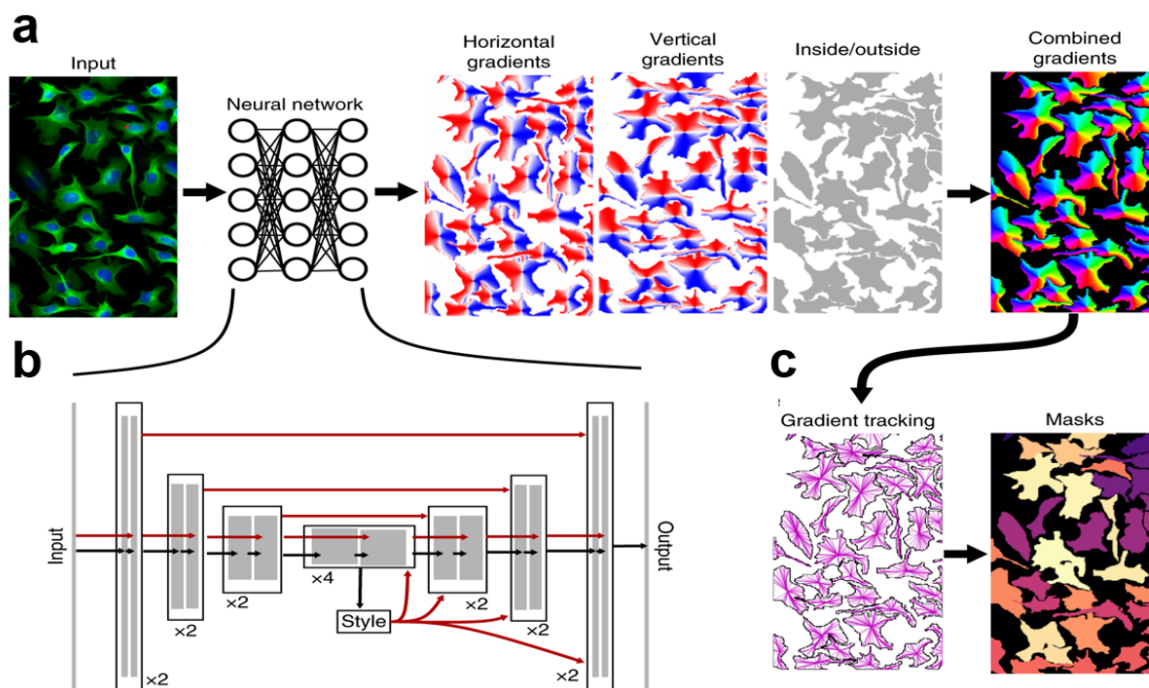 a
Input
Neural network
Horizontal
gradients
Vertical
gradients
Inside/outside
Combined
gradients
b
Input
×2
×2
×2
×4
Style
×2
×2
×2
Output
c
Gradient tracking
Masks